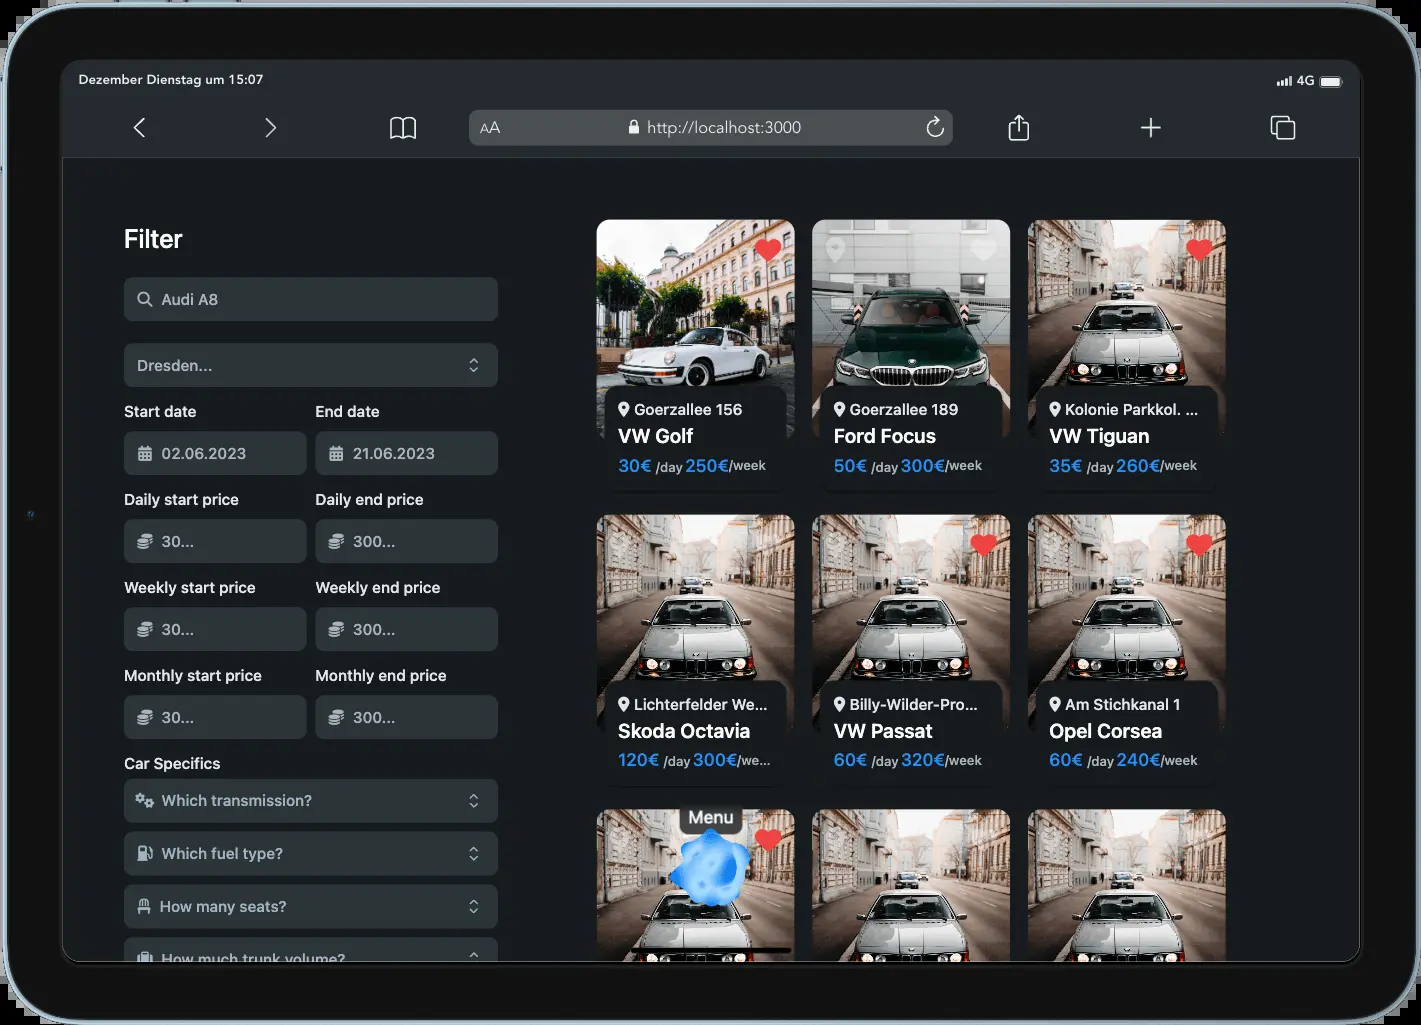 Dezember Dienstag um 15:07
4G
AA
http://localhost:3000
Filter
Audi A8
Dresden...
Start date
End date
02.06.2023
21.06.2023
Daily start price
Daily end price
30...
300...
Weekly start price
Weekly end price
30...
300...
Monthly start price
Monthly end price
30...
300...
Car Specifics
Which transmission?
Which fuel type?
How many seats?
How much trunk volume?
Goerzallee 156
VW Golf
30€ /day 250€/week
Goerzallee 189
Ford Focus
50€ /day 300€/week
Kolonie Parkkol. ...
VW Tiguan
35€ /day 260€/week
Lichterfelder We...
Skoda Octavia
120€ /day 300€/we...
Billy-Wilder-Pro...
VW Passat
60€ /day 320€/week
Am Stichkanal 1
Opel Corsea
60€ /day 240€/week
Menu